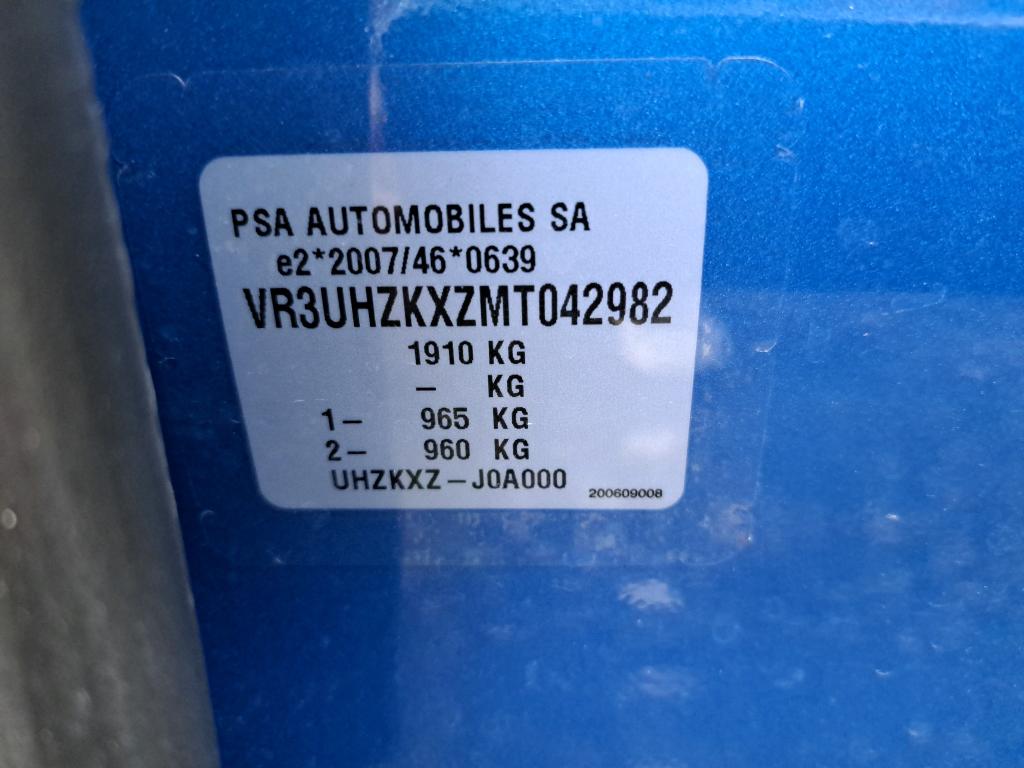 PSA AUTOMOBILES SA
e2*2007/46*0639
VR3UHZKXZMT042982
1910 KG
– KG
1– 965 KG
2– 960 KG
UHZKXZ–J0A000
200609008